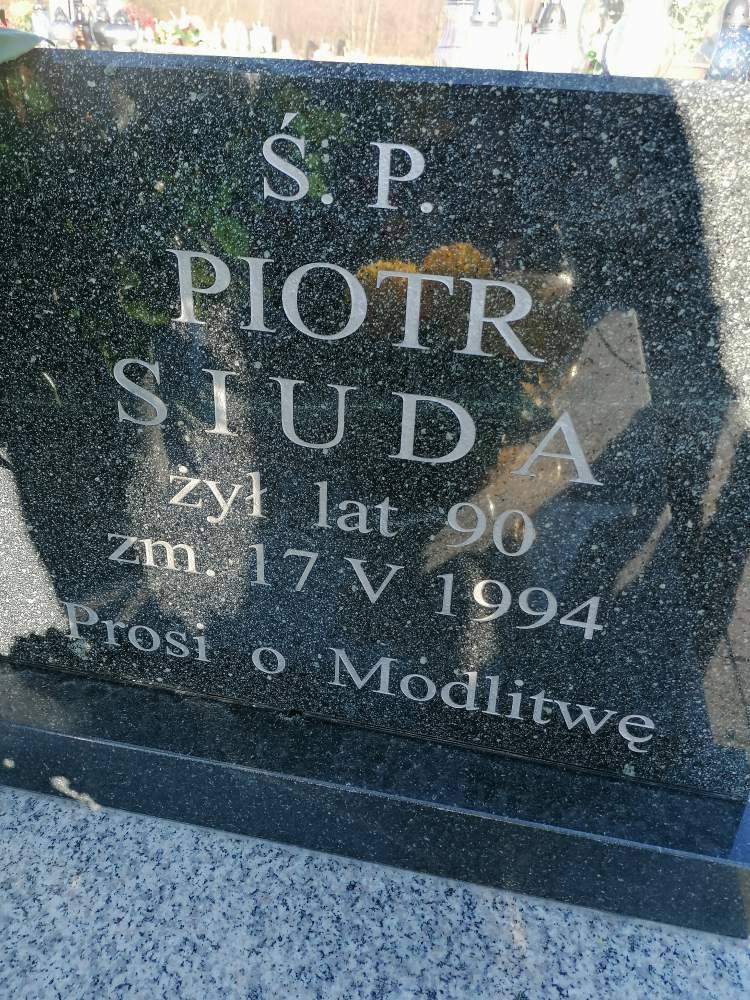 Ś. P.
PIOTR
SIUDA
żył lat 90
zm. 17 V 1994
Prosi o Modlitwę